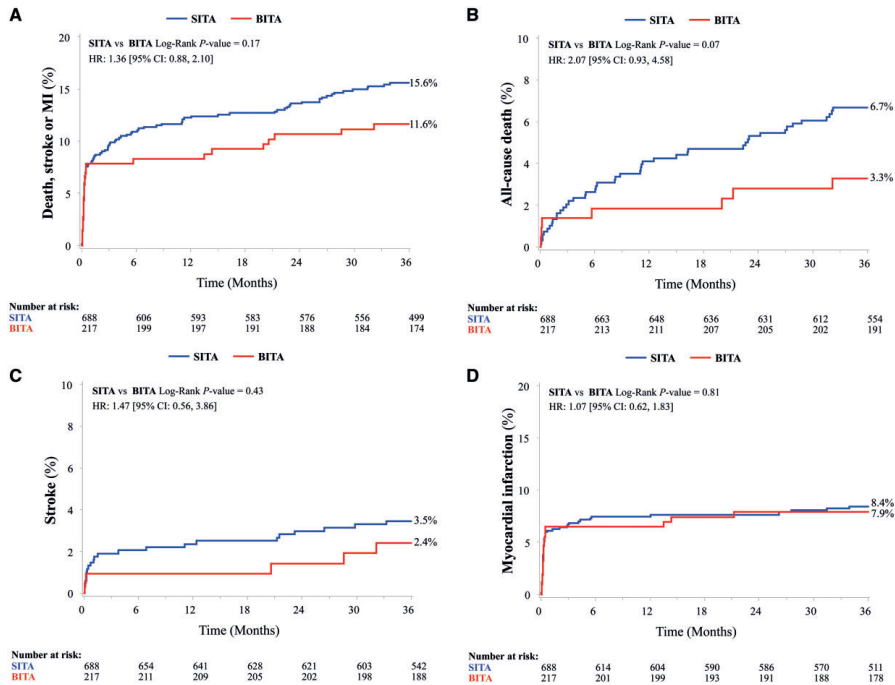 A
SITA BITA
SITA vs BITA Log-Rank P-value = 0.17
HR: 1.36 [95% CI: 0.88, 2.10]
Death, stroke or MI (%)
20
15
10
5
0
15.6%
11.6%
0 6 12 18 24 30 36
Time (Months)
Number at risk:
SITA 688 606 593 583 576 556 499
BITA 217 199 197 191 188 184 174
B
SITA BITA
SITA vs BITA Log-Rank P-value = 0.07
HR: 2.07 [95% CI: 0.93, 4.58]
All-cause death (%)
10
8
6
4
2
0
6.7%
3.3%
0 6 12 18 24 30 36
Time (Months)
Number at risk:
SITA 688 663 648 636 631 612 554
BITA 217 213 211 207 205 202 191
C
SITA BITA
SITA vs BITA Log-Rank P-value = 0.43
HR: 1.47 [95% CI: 0.56, 3.86]
Stroke (%)
10
8
6
4
2
0
3.5%
2.4%
0 6 12 18 24 30 36
Time (Months)
Number at risk:
SITA 688 654 641 628 621 603 542
BITA 217 211 209 205 202 198 188
D
SITA BITA
SITA vs BITA Log-Rank P-value = 0.81
HR: 1.07 [95% CI: 0.62, 1.83]
Myocardial infarction (%)
20
15
10
5
0
8.4%
7.9%
0 6 12 18 24 30 36
Time (Months)
Number at risk:
SITA 688 614 604 590 586 570 511
BITA 217 201 199 193 191 188 178